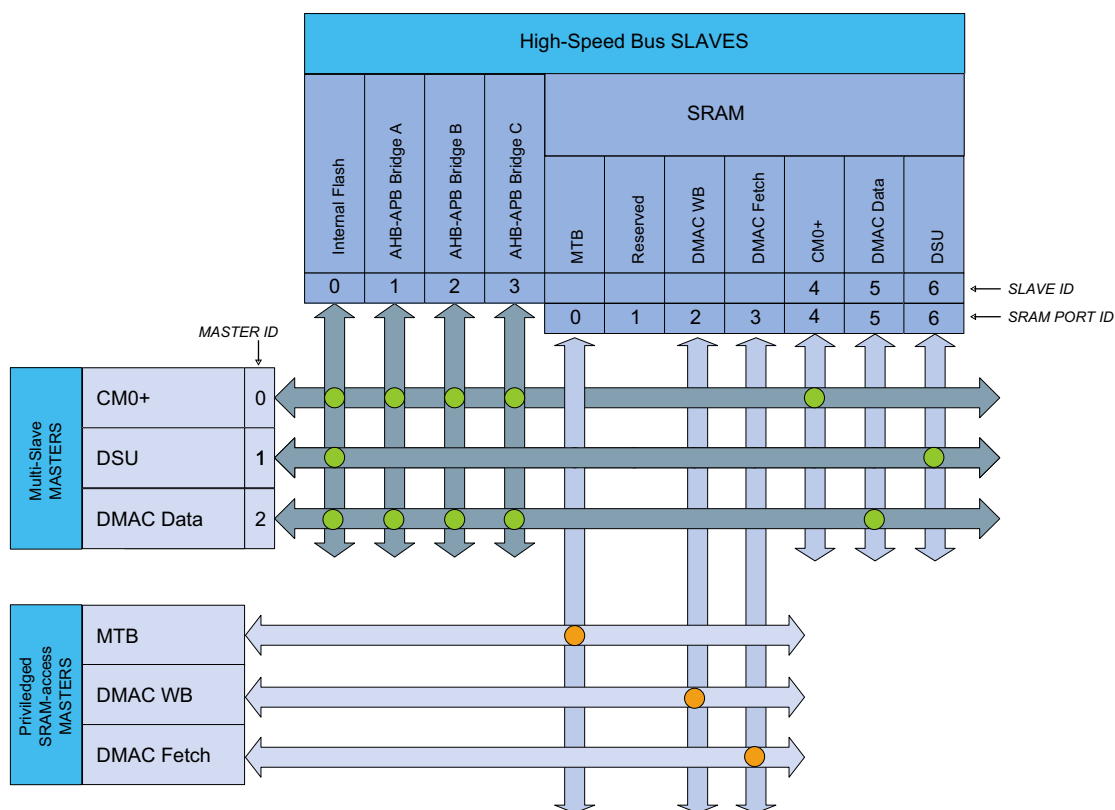 High-Speed Bus SLAVES
SRAM
Internal Flash
AHB-APB Bridge A
AHB-APB Bridge B
AHB-APB Bridge C
MTB
Reserved
DMAC WB
DMAC Fetch
CM0+
DMAC Data
DSU
0 1 2 3 4 5 6 SLAVE ID
0 1 2 3 4 5 6 SRAM PORT ID
MASTER ID
Multi-Slave
MASTERS
CM0+ 0
DSU 1
DMAC Data 2
Priviledged
SRAM-access
MASTERS
MTB
DMAC WB
DMAC Fetch